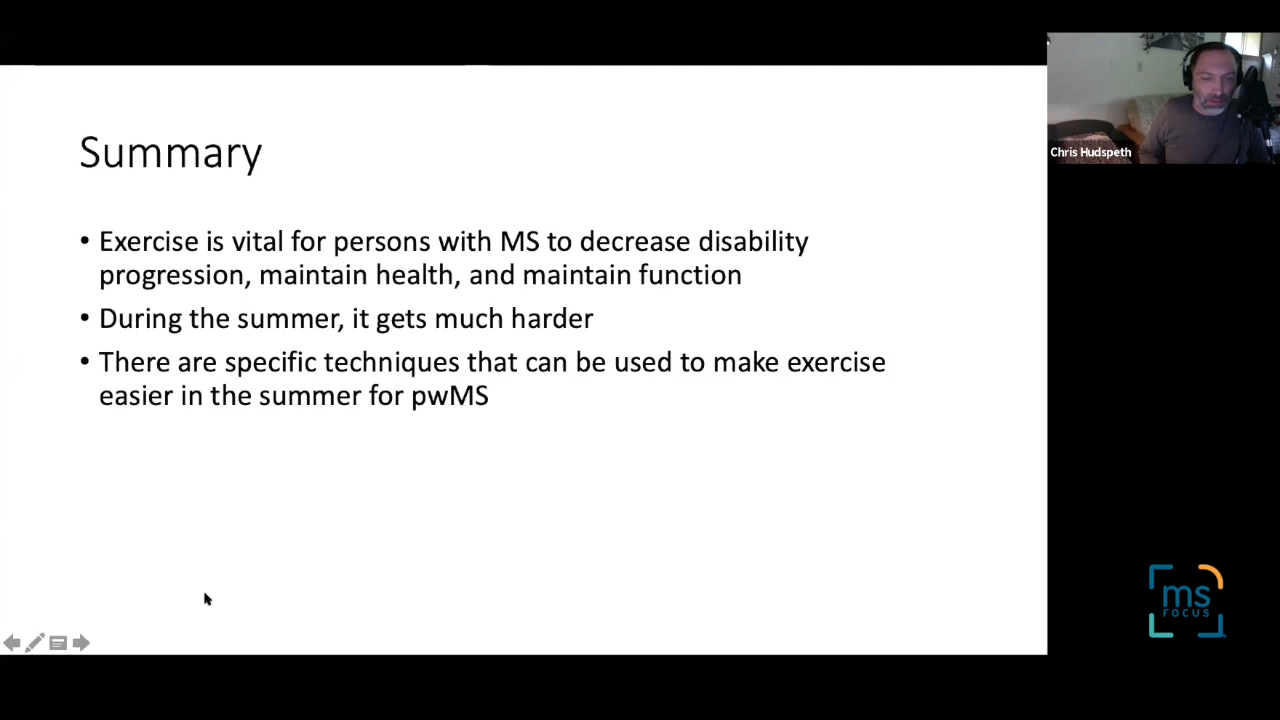 Summary
• Exercise is vital for persons with MS to decrease disability
progression, maintain health, and maintain function
• During the summer, it gets much harder
• There are specific techniques that can be used to make exercise
easier in the summer for pwMS
Chris Hudspeth
ms
FOCUS